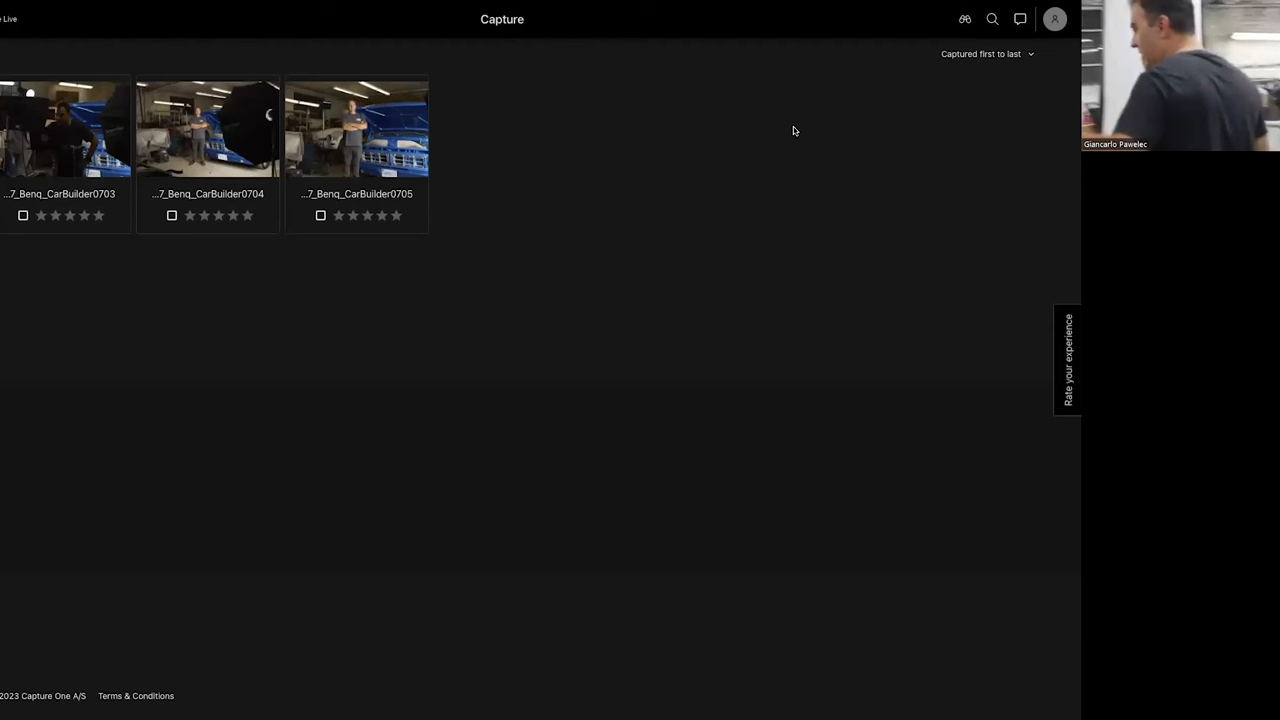 e Live
Capture
Captured first to last
Giancarlo Pawelec
...7_Benq_CarBuilder0703
...7_Benq_CarBuilder0704
...7_Benq_CarBuilder0705
Rate your experience
2023 Capture One A/S
Terms & Conditions